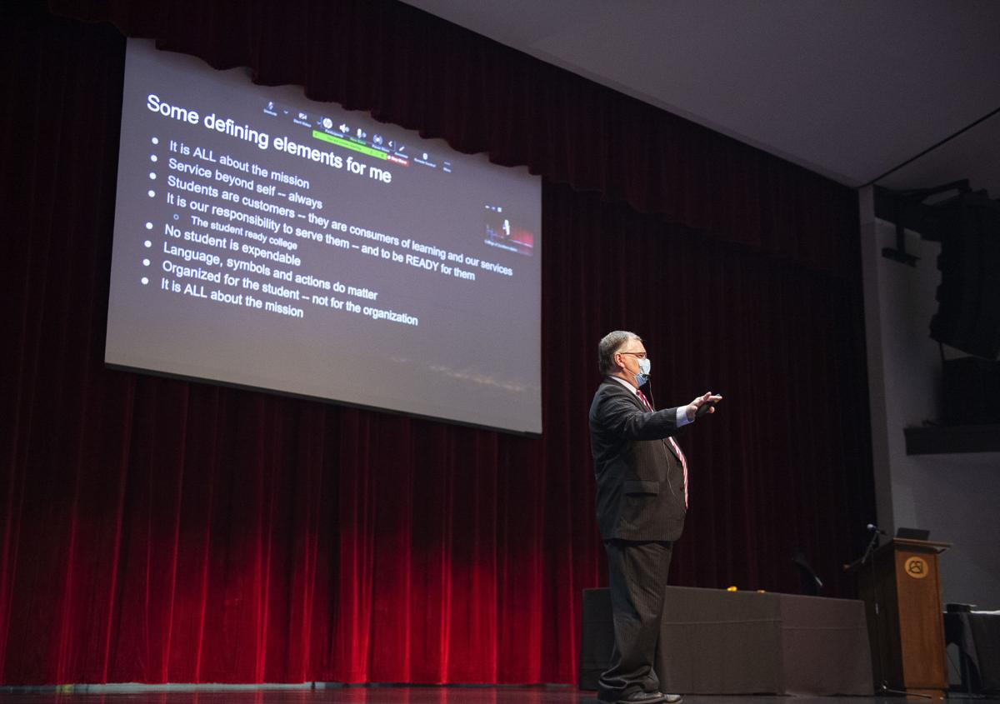 Some defining elements for me
It is ALL about the mission
Service beyond self -- always
Students are customers -- they are consumers of learning and our services
It is our responsibility to serve them -- and to be READY for them
The student ready college
No student is expendable
Language, symbols and actions do matter
Organized for the student -- not for the organization
It is ALL about the mission
CSI